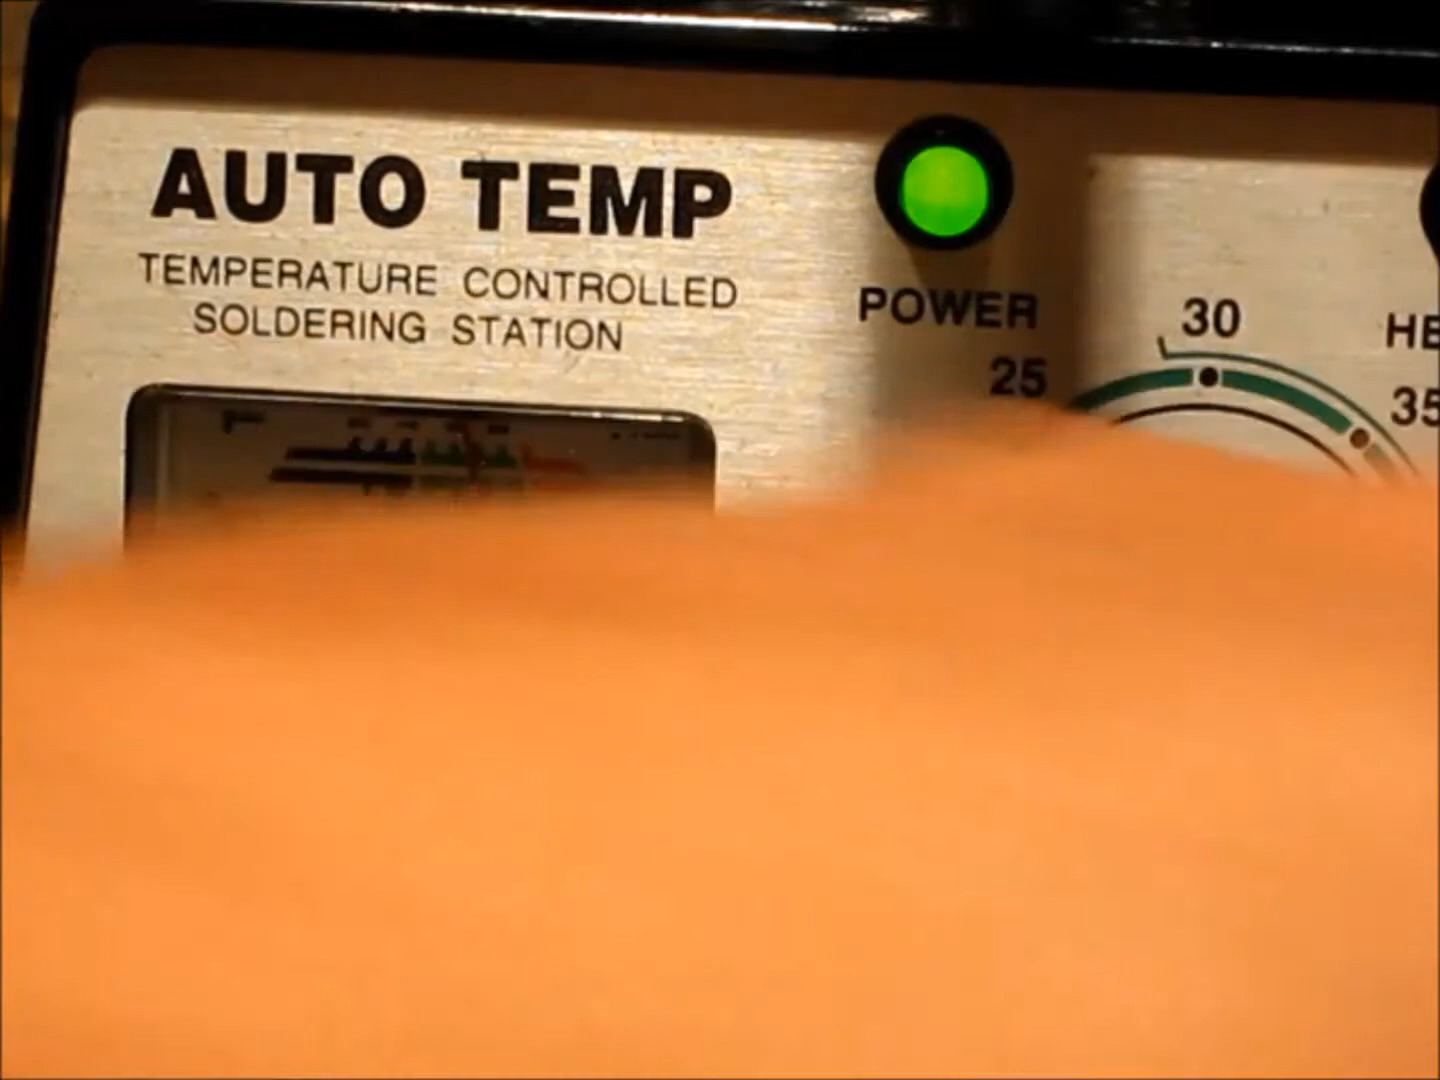 AUTO TEMP
TEMPERATURE CONTROLLED
SOLDERING STATION
POWER
25
30
35